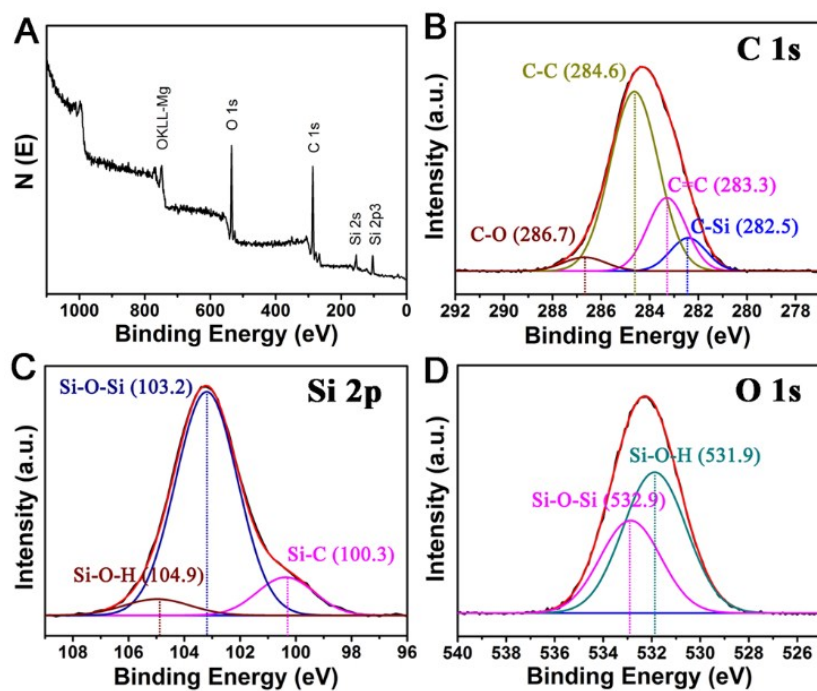 A
N (E)
OKLL-Mg
O 1s
C 1s
Si 2s
Si 2p3
1000 800 600 400 200 0
Binding Energy (eV)
B
C 1s
Intensity (a.u.)
C-C (284.6)
C=C (283.3)
C-O (286.7)
C-Si (282.5)
292 290 288 286 284 282 280 278
Binding Energy (eV)
C
Si 2p
Intensity (a.u.)
Si-O-Si (103.2)
Si-O-H (104.9)
Si-C (100.3)
108 106 104 102 100 98 96
Binding Energy (eV)
D
O 1s
Intensity (a.u.)
Si-O-H (531.9)
Si-O-Si (532.9)
540 538 536 534 532 530 528 526
Binding Energy (eV)